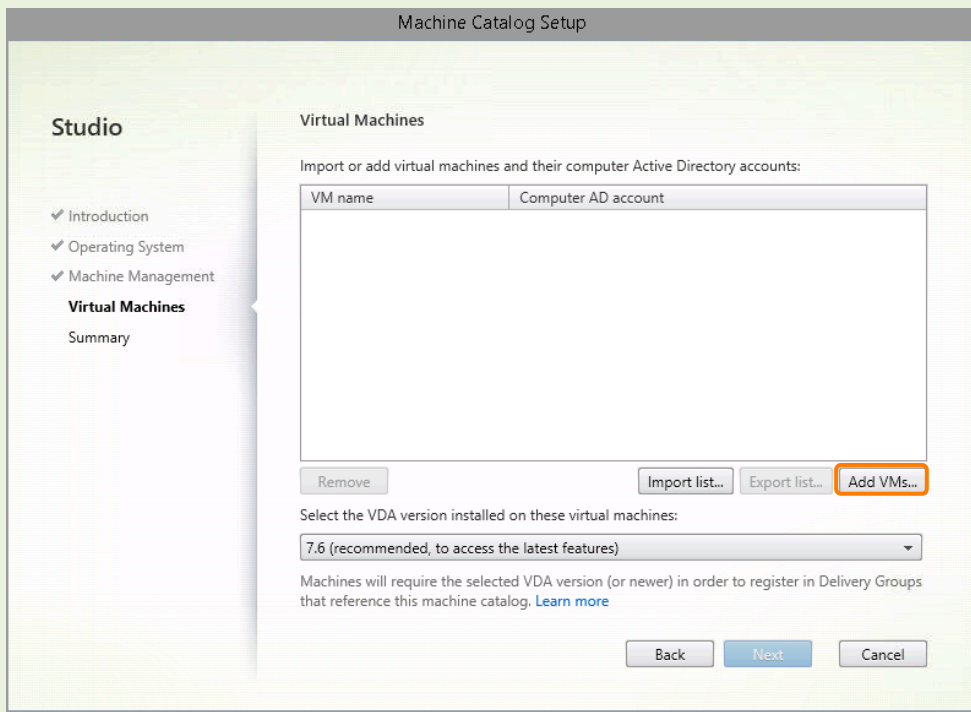 Machine Catalog Setup
Studio
Introduction
Operating System
Machine Management
Virtual Machines
Summary
Virtual Machines
Import or add virtual machines and their computer Active Directory accounts:
VM name Computer AD account
Remove Import list... Export list... Add VMs...
Select the VDA version installed on these virtual machines:
7.6 (recommended, to access the latest features)
Machines will require the selected VDA version (or newer) in order to register in Delivery Groups
that reference this machine catalog. Learn more
Back Next Cancel